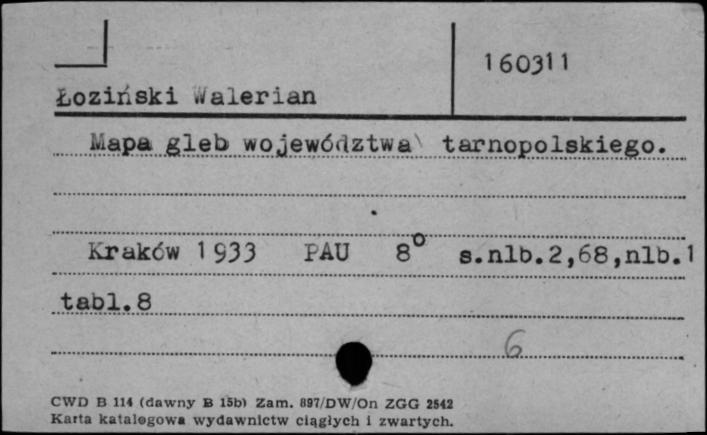 160311
Łoziński Walerian
Mapa gleb województwa tarnopolskiego.
Kraków 1933 PAU 8° s.nlb.2,68,nlb.1
tabl.8
6
CWD B 114 (dawny B 15b) Zam. 897/DW/On ZGG 2542
Karta katalogowa wydawnictw ciągłych i zwartych.